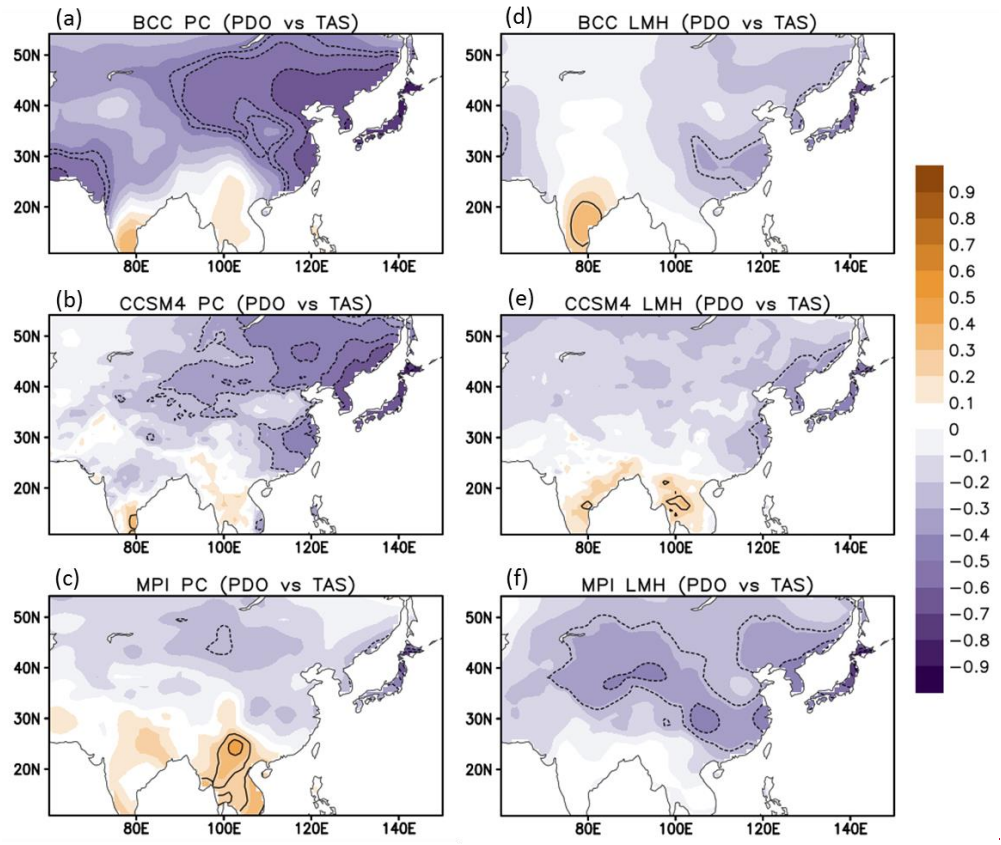 (a) BCC PC (PDO vs TAS)
50N
40N
30N
20N
80E 100E 120E 140E
(b) CCSM4 PC (PDO vs TAS)
50N
40N
30N
20N
80E 100E 120E 140E
(c) MPI PC (PDO vs TAS)
50N
40N
30N
20N
80E 100E 120E 140E
(d) BCC LMH (PDO vs TAS)
50N
40N
30N
20N
80E 100E 120E 140E
(e) CCSM4 LMH (PDO vs TAS)
50N
40N
30N
20N
80E 100E 120E 140E
(f) MPI LMH (PDO vs TAS)
50N
40N
30N
20N
80E 100E 120E 140E
0.9
0.8
0.7
0.6
0.5
0.4
0.3
0.2
0.1
0
−0.1
−0.2
−0.3
−0.4
−0.5
−0.6
−0.7
−0.8
−0.9